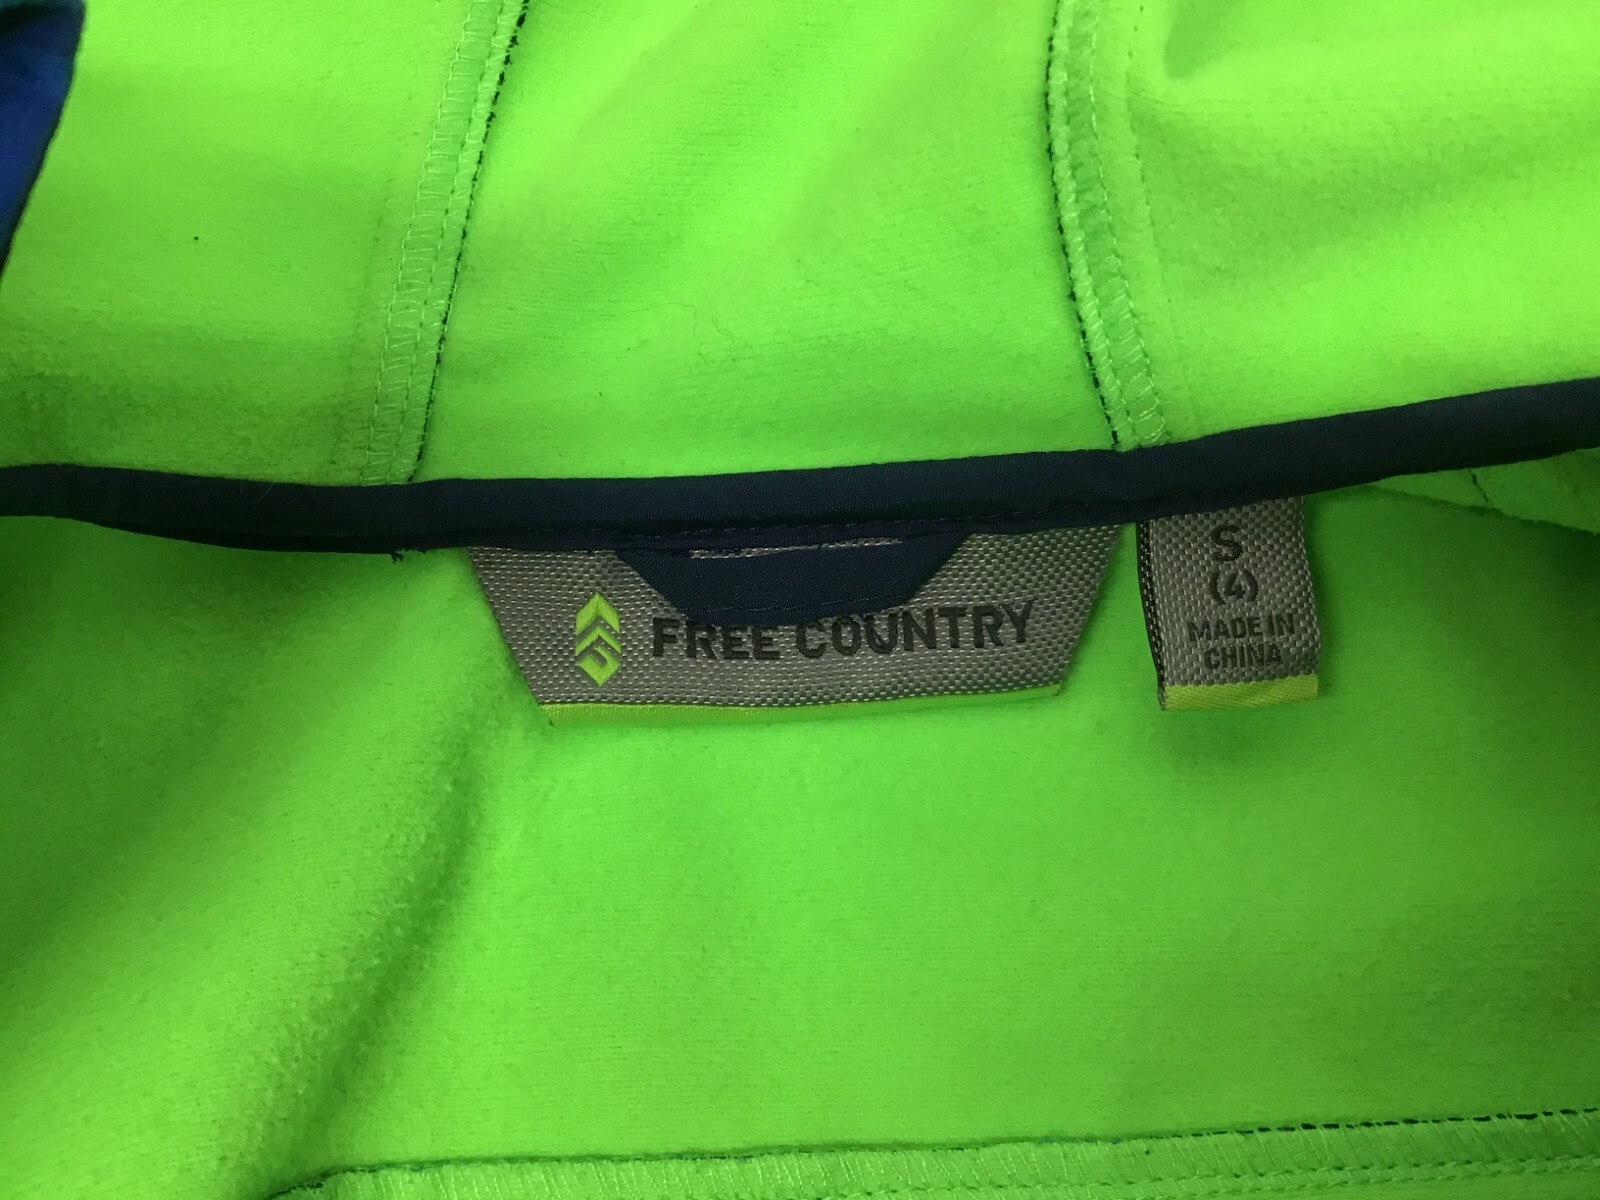 FREE COUNTRY
S
(4)
MADE IN
CHINA